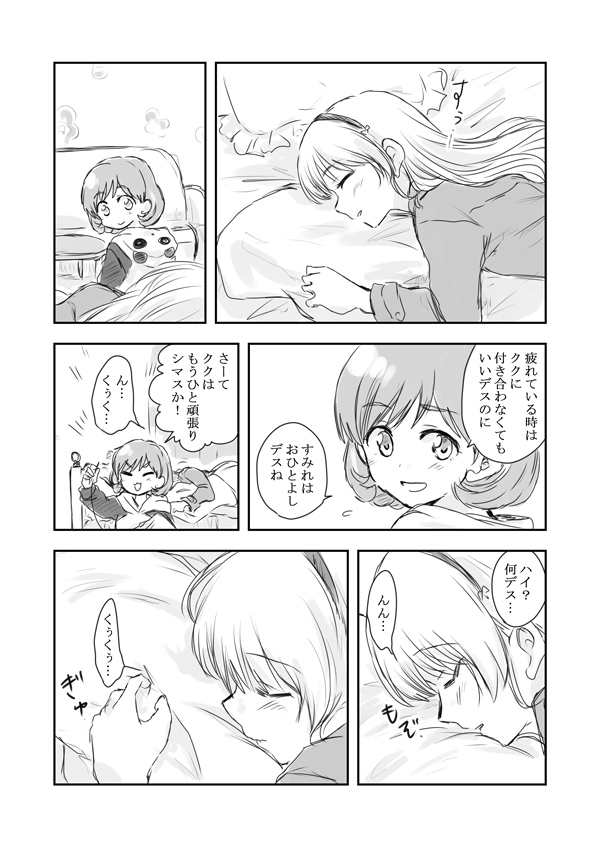 すぅ…
疲れている時は
ククに
付き合わなくても
いいデスのに
すみれは
おひとよし
デスね
さーて
ククは
もうひと頑張り
シマスか!
ん…
くぅく…
ハイ?
何デス…
んん…
もぞ
くぅくぅ…
ぎゅ